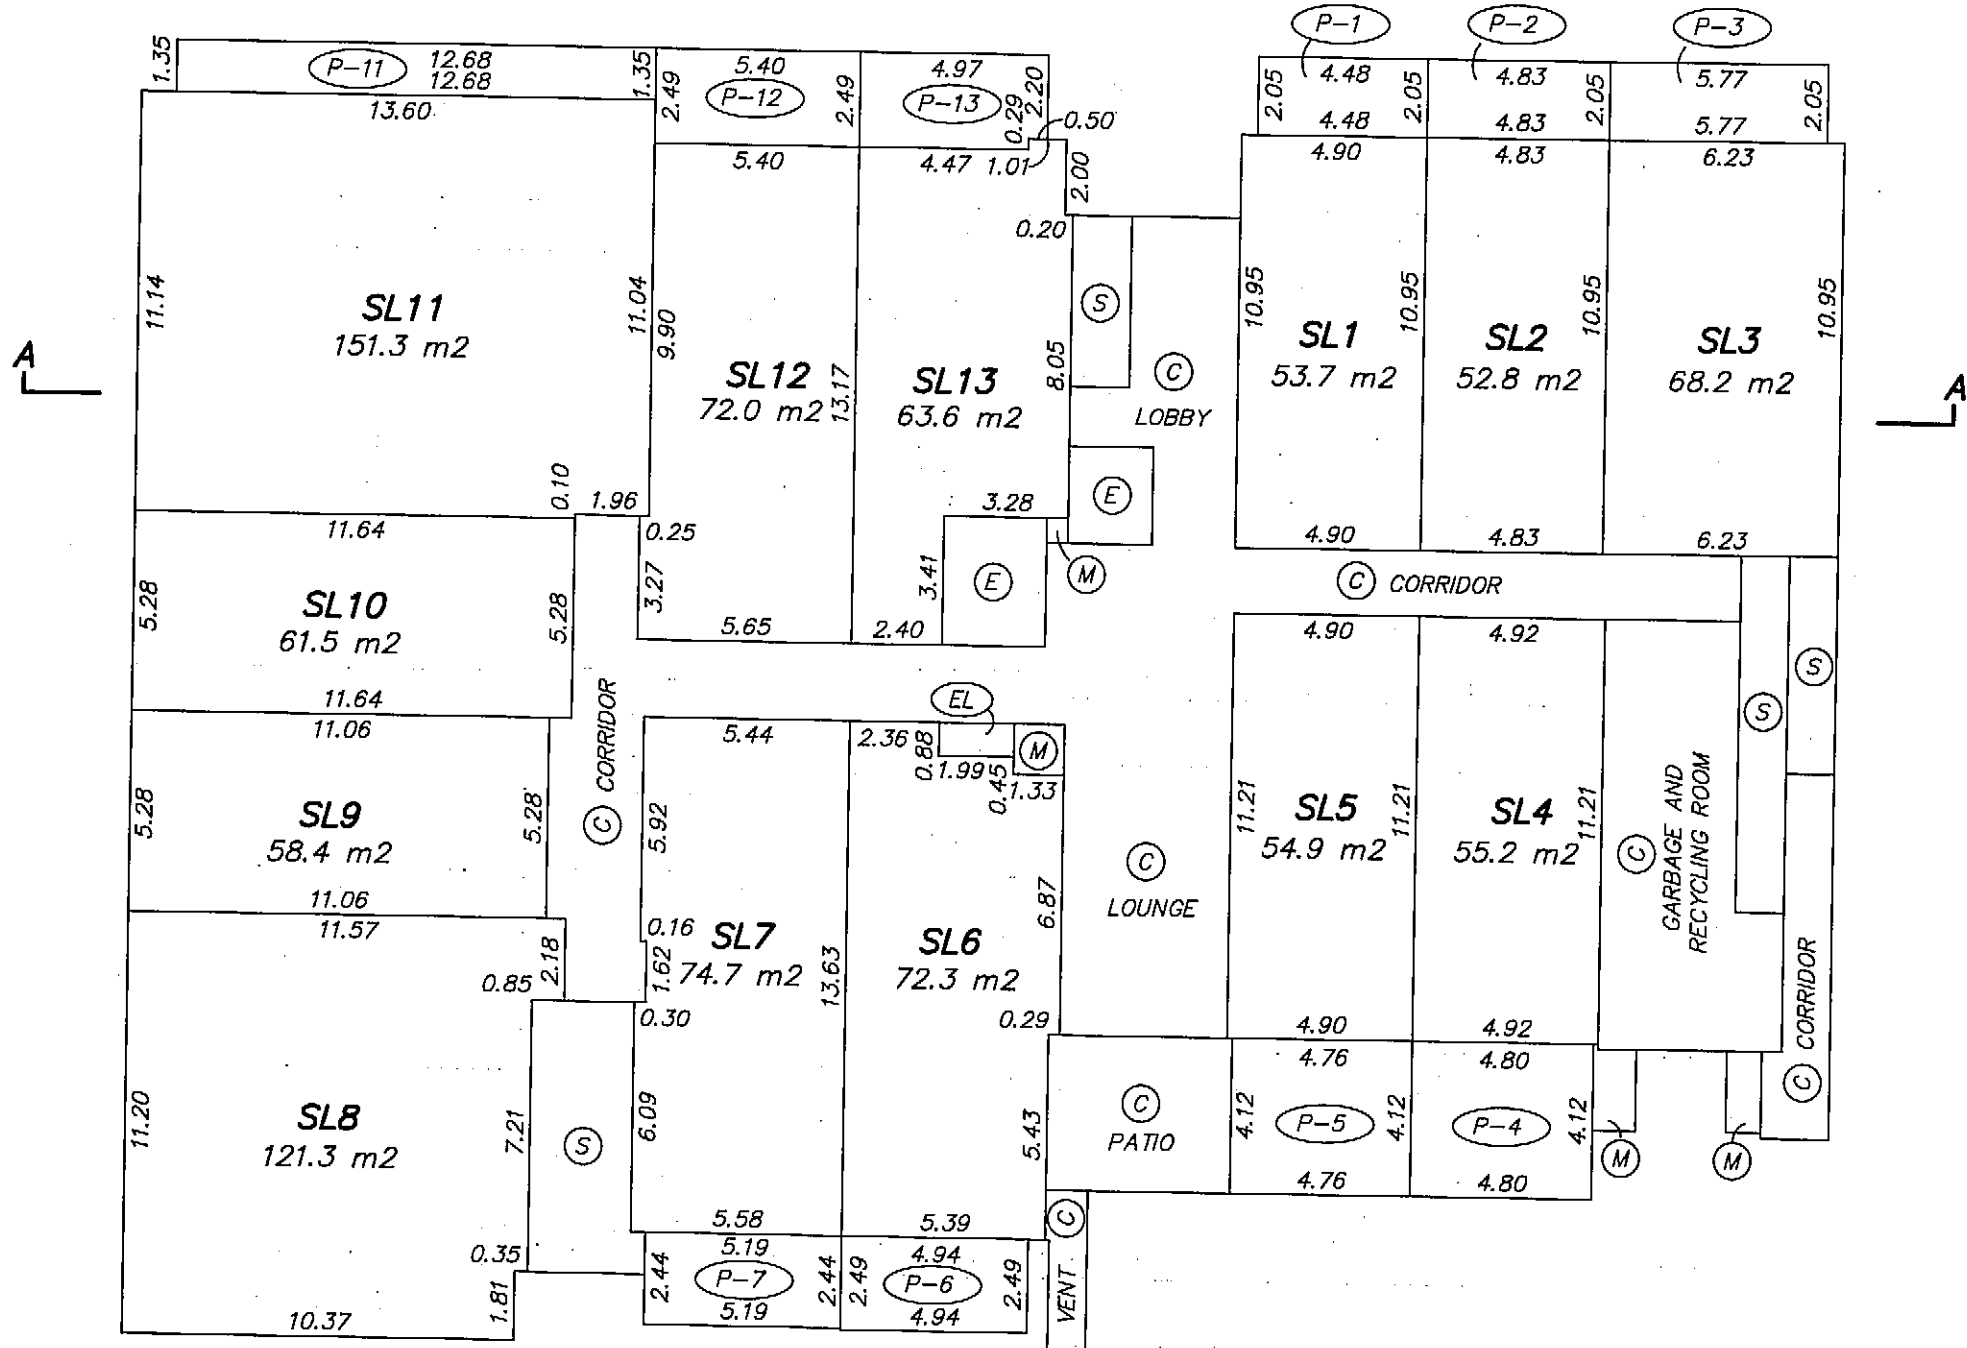 P-1
P-2
P-3
1.35
P-11
12.68
12.68
1.35
2.49
5.40
P-12
2.49
4.97
P-13
0.29
2.20
0.50
2.05
4.48
4.48
2.05
4.83
4.83
2.05
5.77
5.77
2.05
13.60
5.40
4.47
1.01
2.00
4.90
4.83
6.23
0.20
11.14
SL11
151.3 m2
11.04
9.90
SL12
72.0 m2
13.17
SL13
63.6 m2
8.05
S
C
LOBBY
10.95
SL1
53.7 m2
10.95
SL2
52.8 m2
10.95
SL3
68.2 m2
10.95
A
A
0.10
1.96
3.28
E
11.64
0.25
4.90
4.83
6.23
5.28
SL10
61.5 m2
5.28
3.27
3.41
E
M
C CORRIDOR
5.65
2.40
4.90
4.92
11.64
11.06
C CORRIDOR
5.44
2.36
EL
0.88
1.99
M
0.45
1.33
S
S
5.28
SL9
58.4 m2
5.28
5.92
11.21
SL5
54.9 m2
11.21
SL4
55.2 m2
11.21
C
GARBAGE AND
RECYCLING ROOM
C
LOUNGE
6.87
11.06
11.57
2.18
0.85
0.16
1.62
SL7
74.7 m2
13.63
SL6
72.3 m2
0.29
0.30
4.90
4.92
C CORRIDOR
11.20
SL8
121.3 m2
7.21
S
6.09
5.43
C
PATIO
4.76
4.12
P-5
4.12
4.76
4.80
P-4
4.12
4.80
M
M
0.35
1.81
10.37
5.58
5.19
2.44
P-7
2.44
5.19
5.39
4.94
2.49
P-6
2.49
4.94
C
VENT